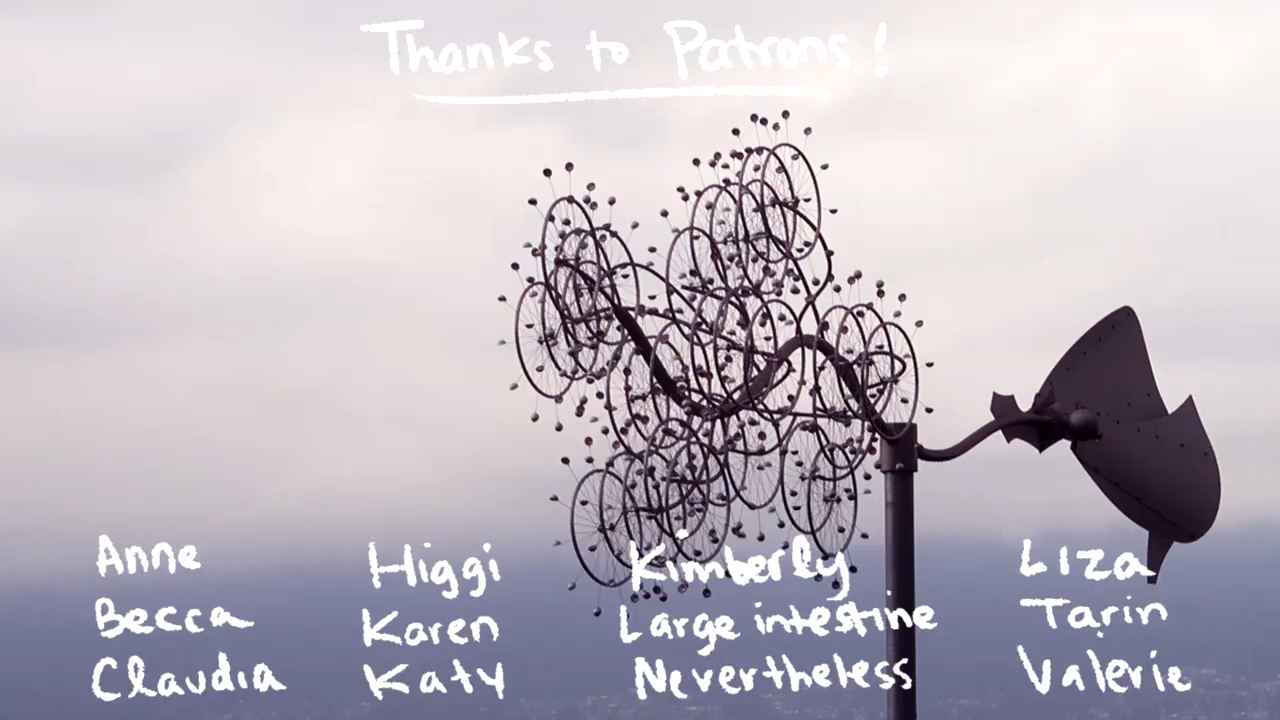 Thanks to Patrons!
Anne
Becca
Claudia
Higgi
Karen
Katy
Kimberly
Large intestine
Nevertheless
Liza
Tarin
Valerie